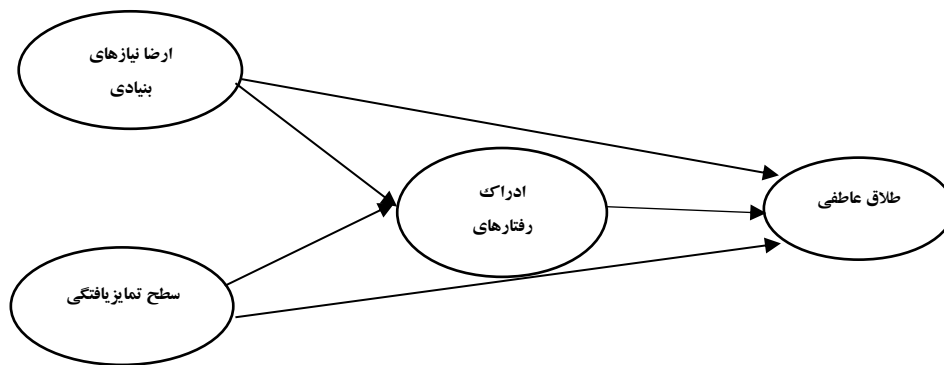 ارضا نیازهای
بنیادی
ادراک
رفتارهای
طلاق عاطفی
سطح تمایزیافتگی